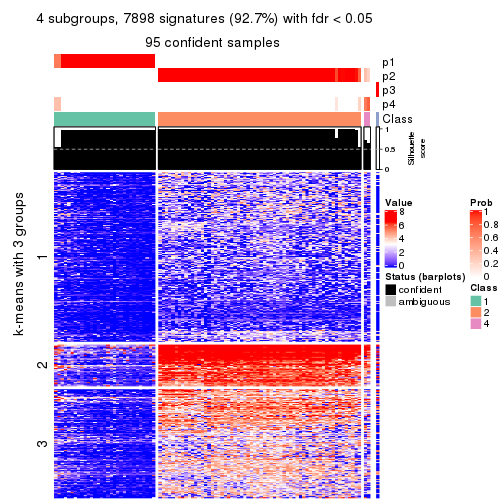 4 subgroups, 7898 signatures (92.7%) with fdr < 0.05
95 confident samples
p1
p2
p3
p4
Class
1
0.5
0
Silhouette
score
k-means with 3 groups
1
2
3
Value
8
6
4
2
0
Status (barplots)
confident
ambiguous
Prob
1
0.8
0.6
0.4
0.2
0
Class
1
2
4